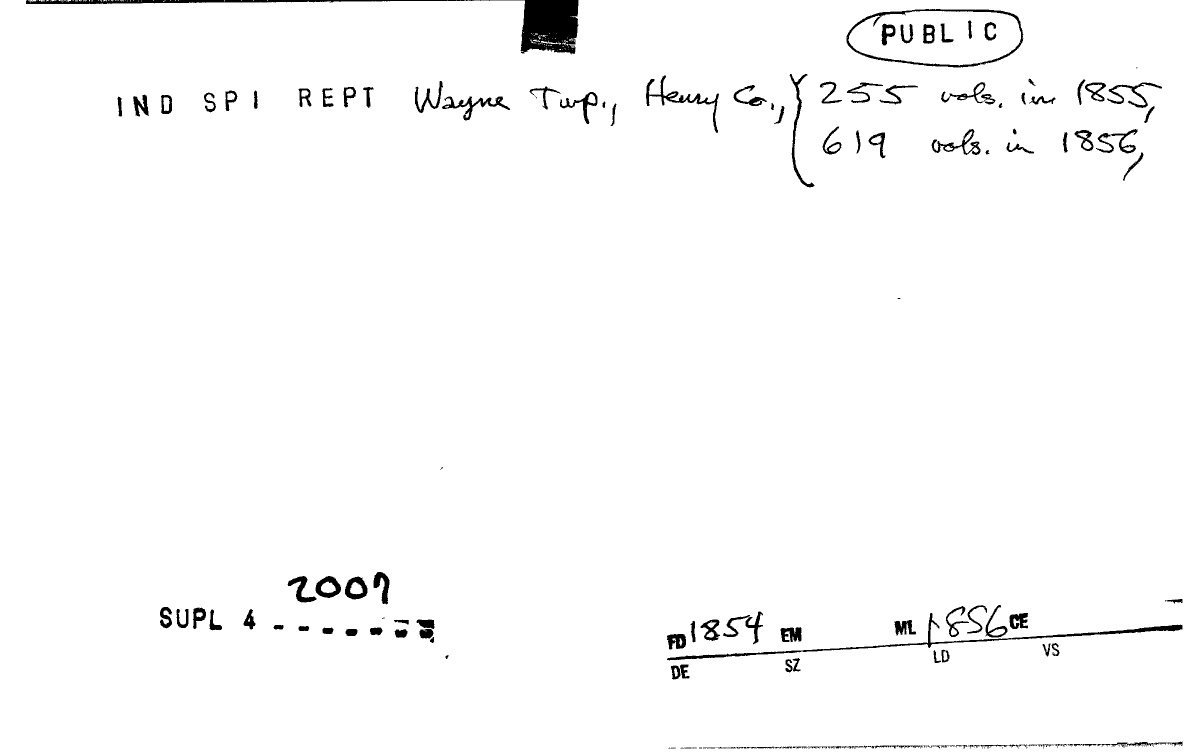 PUBLIC
IND SPI REPT Wayne Twp., Henry Co., { 255 vols. in 1855,
619 vols. in 1856,
2007
SUPL 4 - - - - - - -
FD 1854 EM ML 1856 CE
DE SZ LD VS